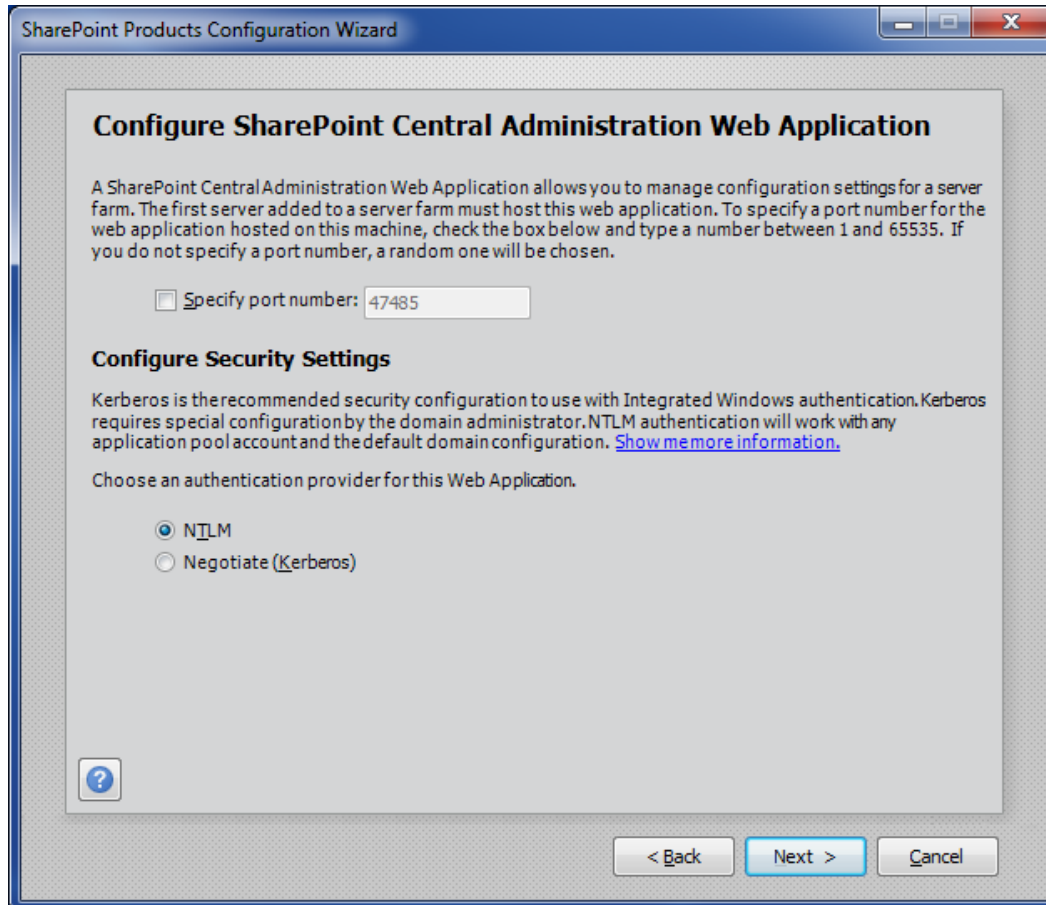 SharePoint Products Configuration Wizard
Configure SharePoint Central Administration Web Application
A SharePoint Central Administration Web Application allows you to manage configuration settings for a server
farm. The first server added to a server farm must host this web application. To specify a port number for the
web application hosted on this machine, check the box below and type a number between 1 and 65535. If
you do not specify a port number, a random one will be chosen.
Specify port number: 47485
Configure Security Settings
Kerberos is the recommended security configuration to use with Integrated Windows authentication. Kerberos
requires special configuration by the domain administrator. NTLM authentication will work with any
application pool account and the default domain configuration. Show me more information.
Choose an authentication provider for this Web Application.
NTLM
Negotiate (Kerberos)
?
< Back Next > Cancel